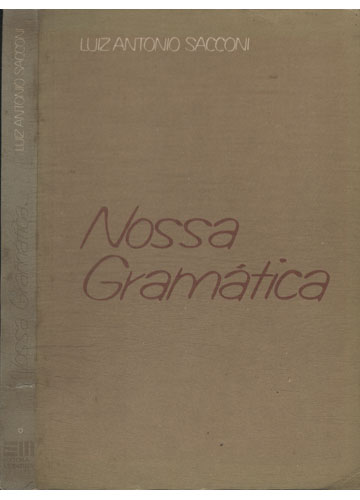 LUIZ ANTONIO SACCONI
Nossa
Gramática
LUIZ ANTONIO SACCONI
Nossa Gramática